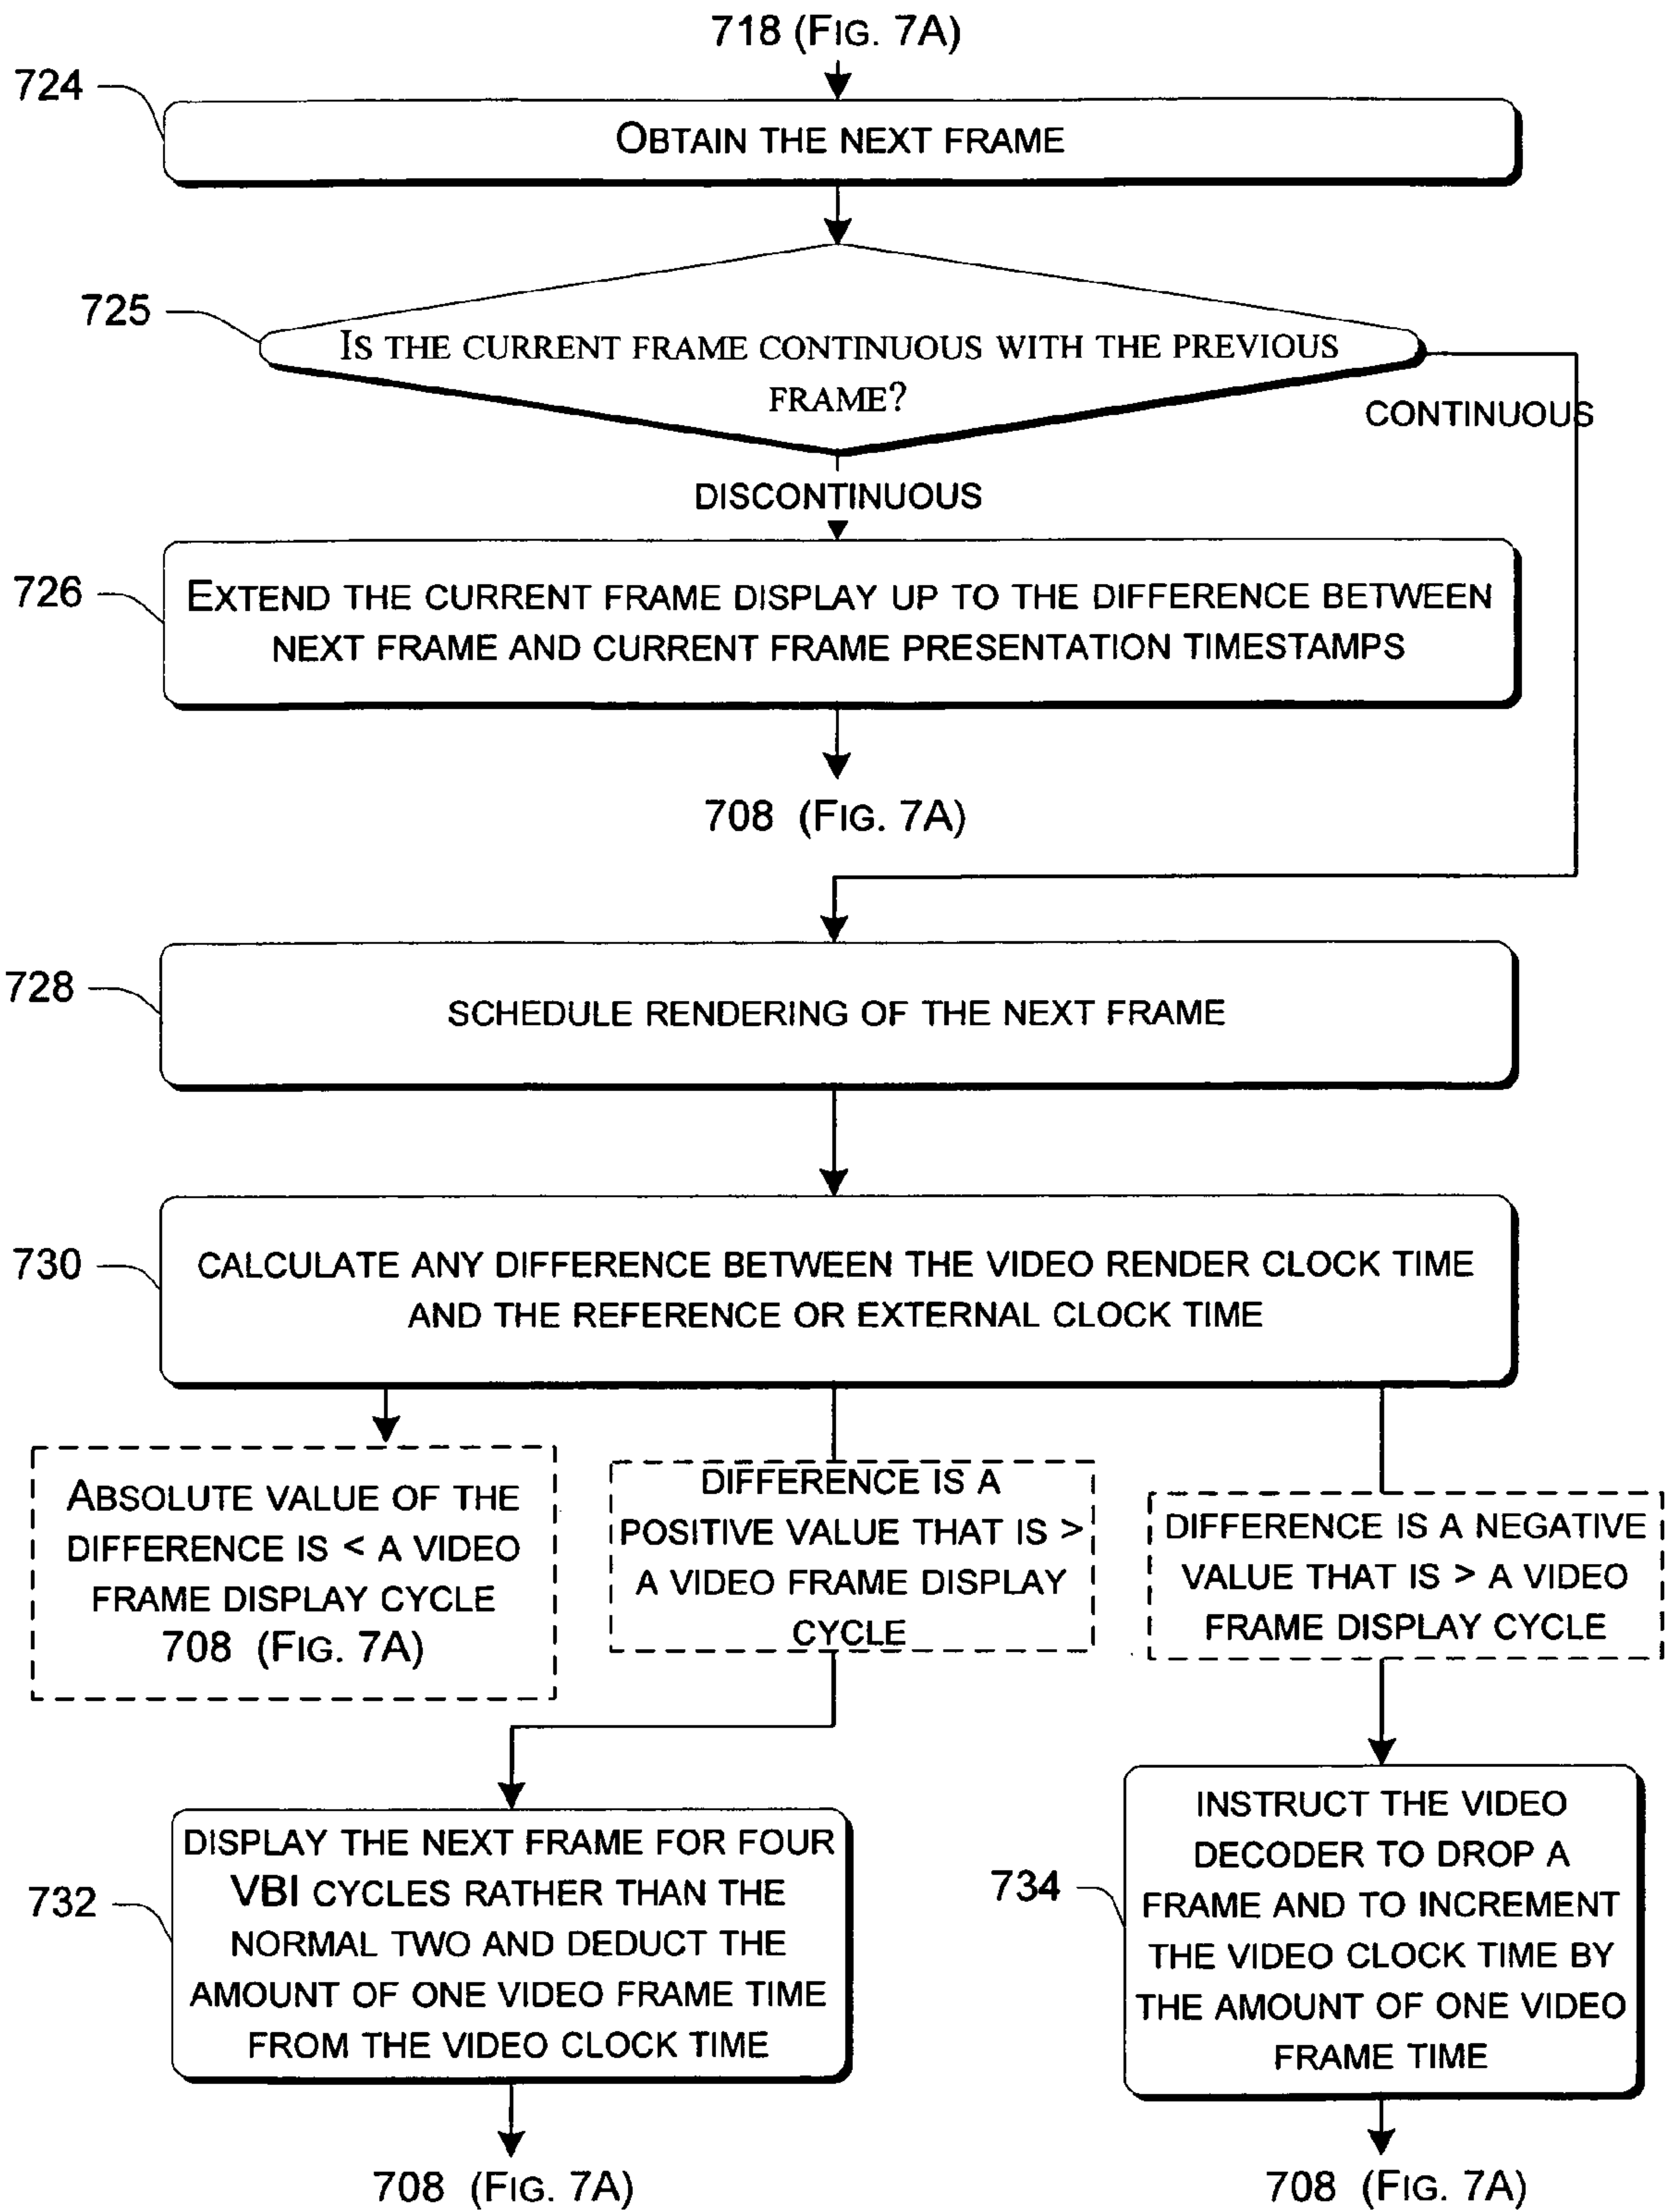 718 (FIG. 7A)
724
OBTAIN THE NEXT FRAME
725
IS THE CURRENT FRAME CONTINUOUS WITH THE PREVIOUS
FRAME?
CONTINUOUS
DISCONTINUOUS
726
EXTEND THE CURRENT FRAME DISPLAY UP TO THE DIFFERENCE BETWEEN
NEXT FRAME AND CURRENT FRAME PRESENTATION TIMESTAMPS
708 (FIG. 7A)
728
SCHEDULE RENDERING OF THE NEXT FRAME
730
CALCULATE ANY DIFFERENCE BETWEEN THE VIDEO RENDER CLOCK TIME
AND THE REFERENCE OR EXTERNAL CLOCK TIME
ABSOLUTE VALUE OF THE
DIFFERENCE IS < A VIDEO
FRAME DISPLAY CYCLE
708 (FIG. 7A)
DIFFERENCE IS A
POSITIVE VALUE THAT IS >
A VIDEO FRAME DISPLAY
CYCLE
DIFFERENCE IS A NEGATIVE
VALUE THAT IS > A VIDEO
FRAME DISPLAY CYCLE
732
DISPLAY THE NEXT FRAME FOR FOUR
VBI CYCLES RATHER THAN THE
NORMAL TWO AND DEDUCT THE
AMOUNT OF ONE VIDEO FRAME TIME
FROM THE VIDEO CLOCK TIME
708 (FIG. 7A)
734
INSTRUCT THE VIDEO
DECODER TO DROP A
FRAME AND TO INCREMENT
THE VIDEO CLOCK TIME BY
THE AMOUNT OF ONE VIDEO
FRAME TIME
708 (FIG. 7A)